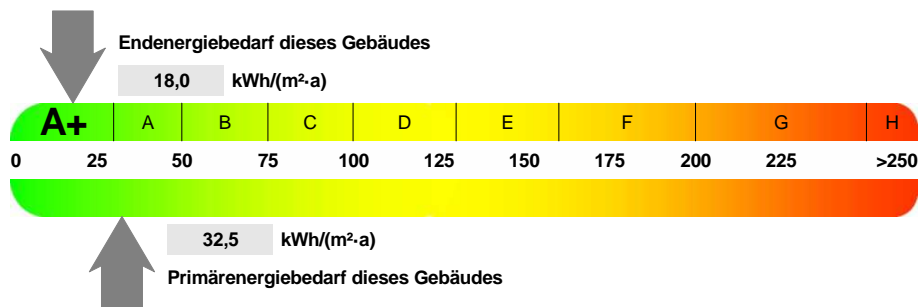 Endenergiebedarf dieses Gebäudes
18,0 kWh/(m²·a)
A+ A B C D E F G H
0 25 50 75 100 125 150 175 200 225 >250
32,5 kWh/(m²·a)
Primärenergiebedarf dieses Gebäudes